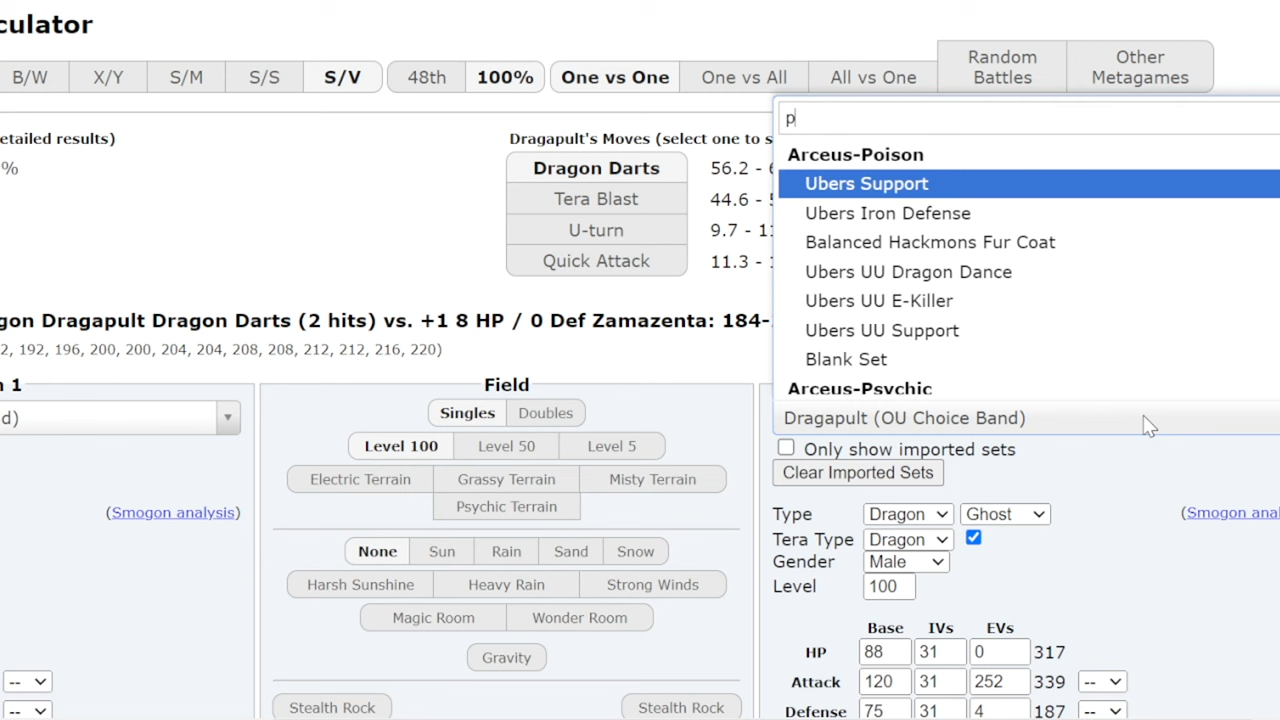 culator
B/W X/Y S/M S/S S/V 48th 100% One vs One One vs All All vs One Random Battles Other Metagames
p
etailed results)
Dragapult's Moves (select one to s
%
Dragon Darts 56.2 -
Tera Blast 44.6 -
U-turn 9.7 - 1
Quick Attack 11.3 -
Arceus-Poison
Ubers Support
Ubers Iron Defense
Balanced Hackmons Fur Coat
Ubers UU Dragon Dance
Ubers UU E-Killer
Ubers UU Support
Blank Set
Arceus-Psychic
Dragapult (OU Choice Band)
gon Dragapult Dragon Darts (2 hits) vs. +1 8 HP / 0 Def Zamazenta: 184-
2, 192, 196, 200, 200, 204, 204, 208, 208, 212, 212, 216, 220)
n 1
d)
(Smogon analysis)
--
--
Field
Singles Doubles
Level 100 Level 50 Level 5
Electric Terrain Grassy Terrain Misty Terrain
Psychic Terrain
None Sun Rain Sand Snow
Harsh Sunshine Heavy Rain Strong Winds
Magic Room Wonder Room
Gravity
Stealth Rock Stealth Rock
Only show imported sets
Clear Imported Sets
Type Dragon Ghost
(Smogon anal
Tera Type Dragon
Gender Male
Level 100
Base IVs EVs
HP 88 31 0 317
Attack 120 31 252 339 --
Defense 75 31 4 187 --